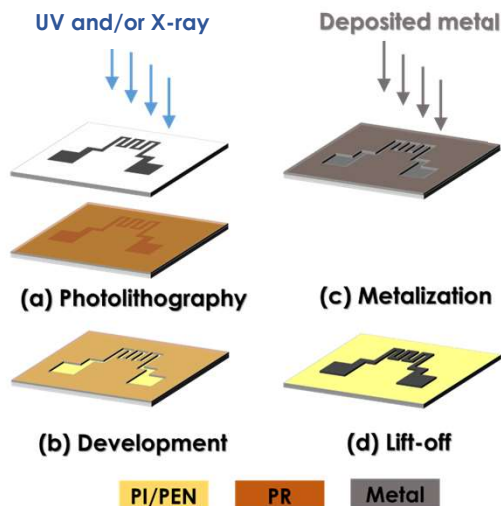 UV and/or X-ray
Deposited metal
(a) Photolithography
(c) Metalization
(b) Development
(d) Lift-off
PI/PEN
PR
Metal